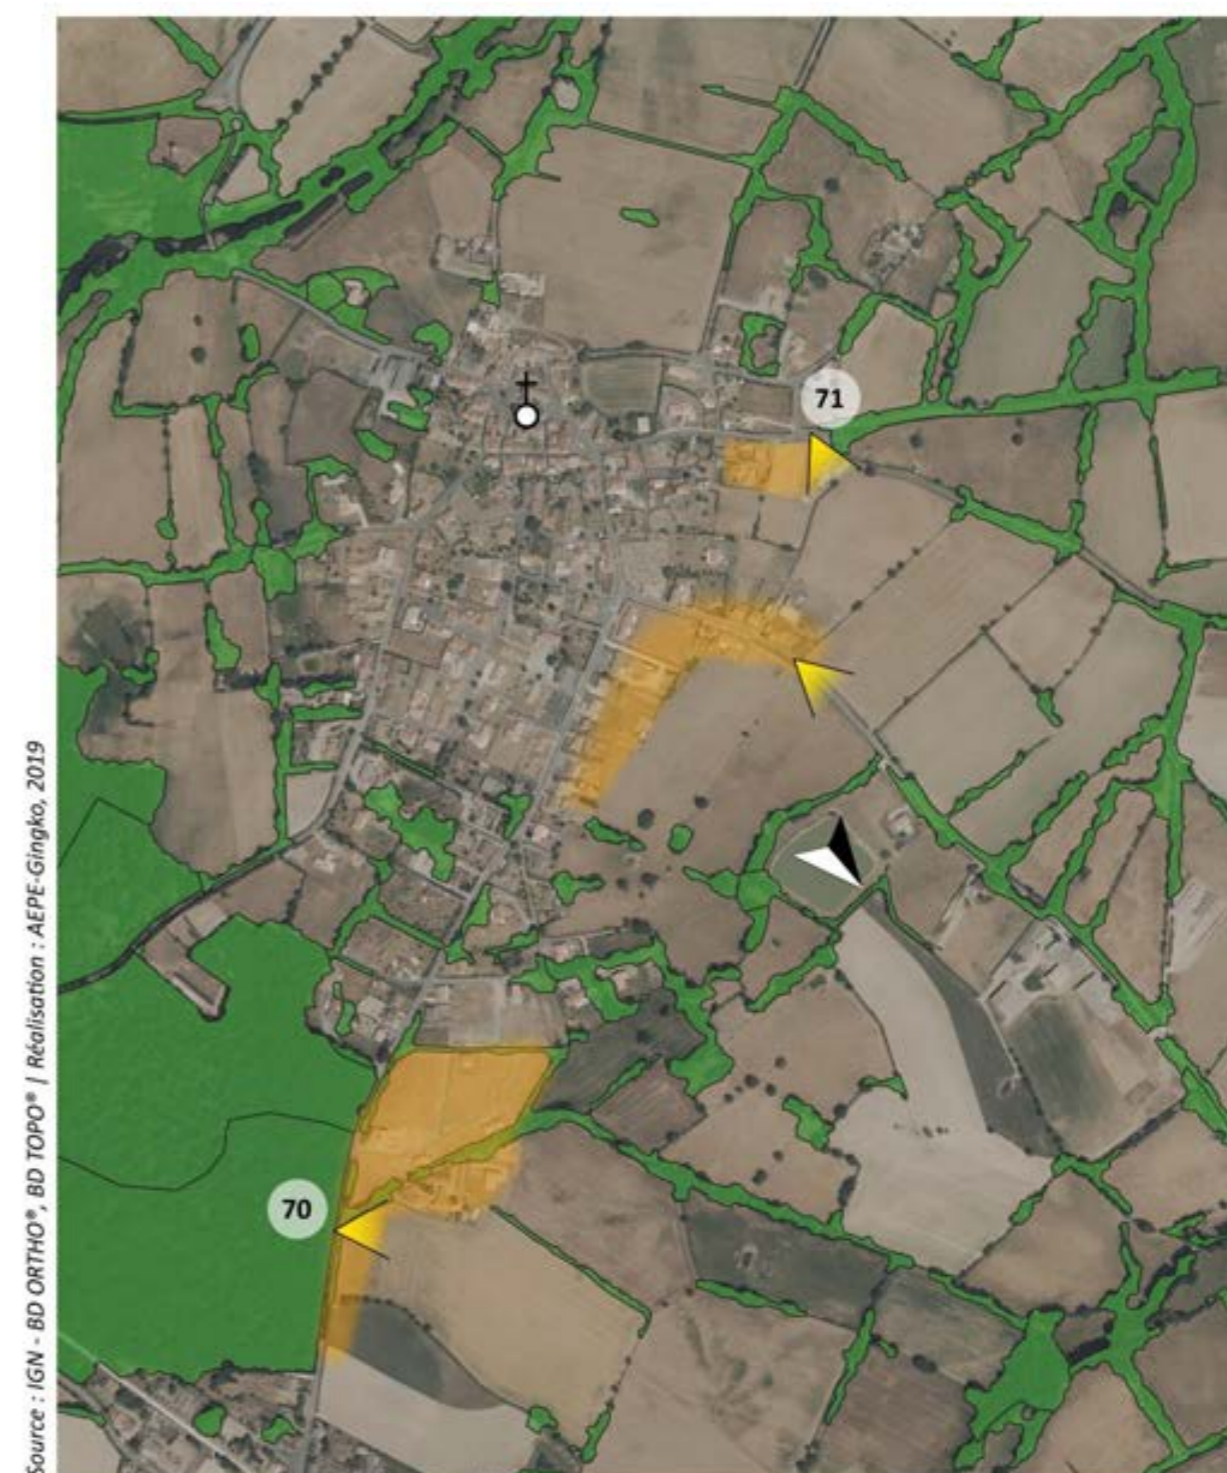 71
70
Source : IGN - BD ORTHO®, BD TOPO® | Réalisation : AEPE-Gingko, 2019